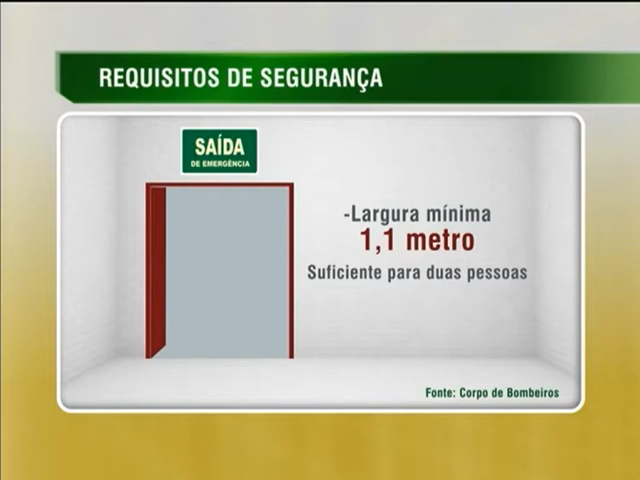 REQUISITOS DE SEGURANÇA
SAÍDA
DE EMERGÊNCIA
-Largura mínima
1,1 metro
Suficiente para duas pessoas
Fonte: Corpo de Bombeiros